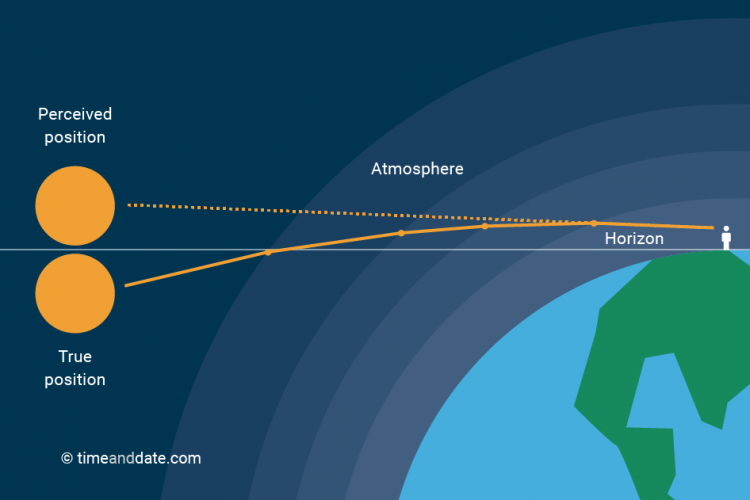 Perceived
position
Atmosphere
Horizon
True
position
© timeanddate.com